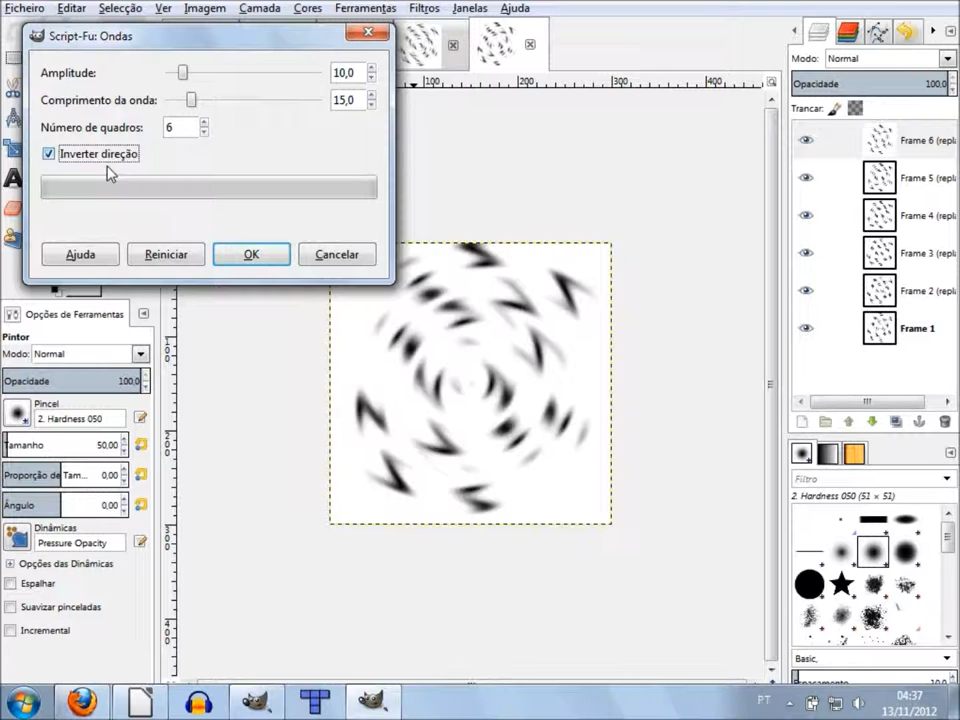 Ficheiro Editar Selecção Ver Imagem Camada Cores Ferramentas Filtros Janelas Ajuda
Script-Fu: Ondas
Amplitude: 10,0
Comprimento da onda: 15,0
Número de quadros: 6
Inverter direção
Ajuda Reiniciar OK Cancelar
100 200 300 400
Modo: Normal
Opacidade 100,0
Trancar:
Frame 6 (repl
Frame 5 (repl
Frame 4 (repl
Frame 3 (repl
Frame 2 (repl
Frame 1
Opções de Ferramentas
Pintor
Modo: Normal
Opacidade 100,0
Pincel
2. Hardness 050
Tamanho 50,00
Proporção de Tam... 0,00
Ângulo 0,00
Dinâmicas
Pressure Opacity
Opções das Dinâmicas
Espalhar
Suavizar pinceladas
Incremental
Filtro
2. Hardness 050 (51 × 51)
Basic,
Espaçamento 10,0
PT
04:37
13/11/2012